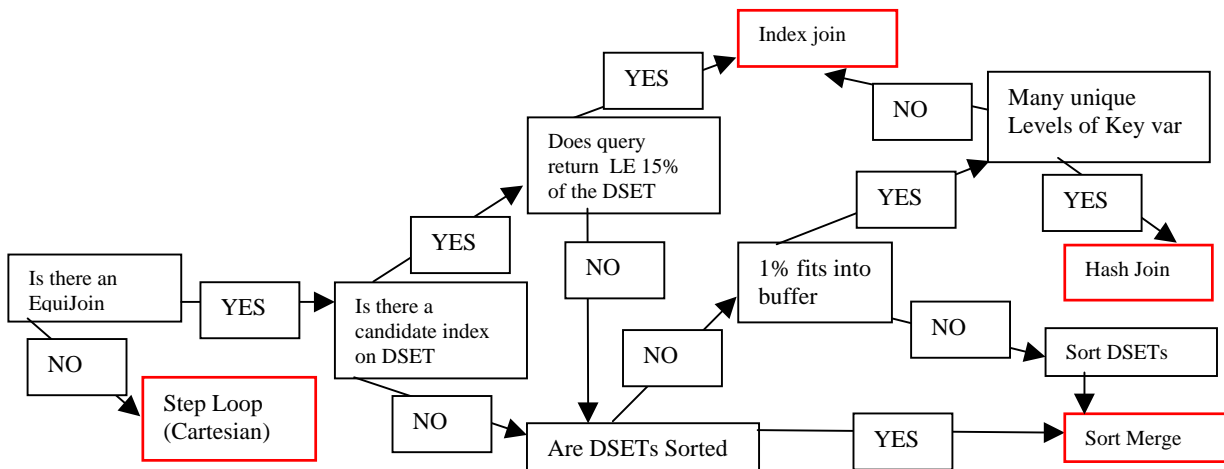 Index join
YES
Many unique
Levels of Key var
NO
Does query
return LE 15%
of the DSET
YES
YES
YES
Is there an
EquiJoin
YES
NO
1% fits into
buffer
Hash Join
Is there a
candidate index
on DSET
NO
NO
NO
Sort DSETs
Step Loop
(Cartesian)
NO
Are DSETs Sorted
YES
Sort Merge